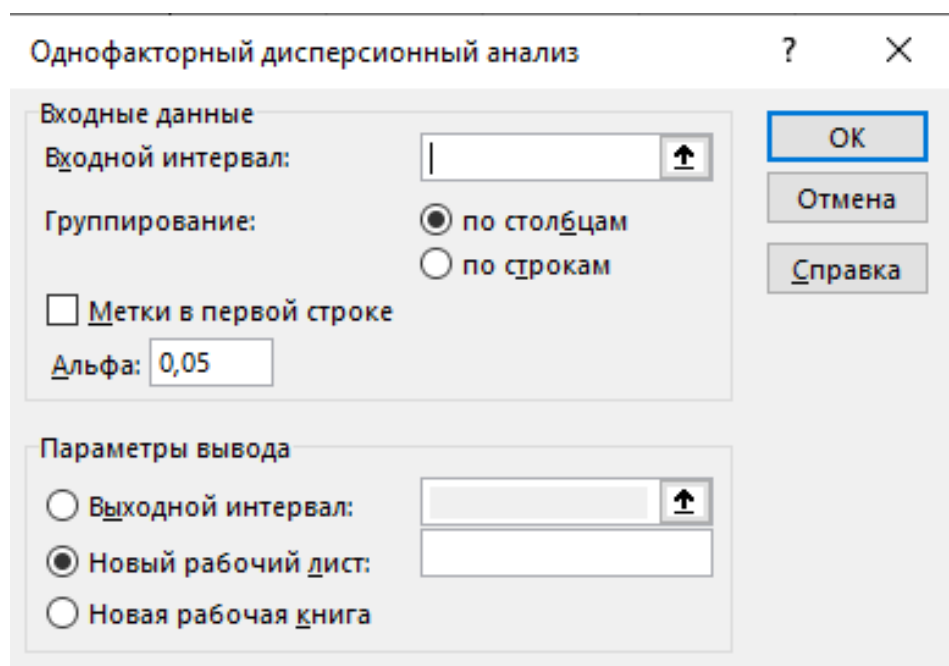 Однофакторный дисперсионный анализ ? ×
Входные данные
Входной интервал:
Группирование:
по столбцам
по строкам
Метки в первой строке
Альфа: 0,05
Параметры вывода
Выходной интервал:
Новый рабочий лист:
Новая рабочая книга
ОК
Отмена
Справка